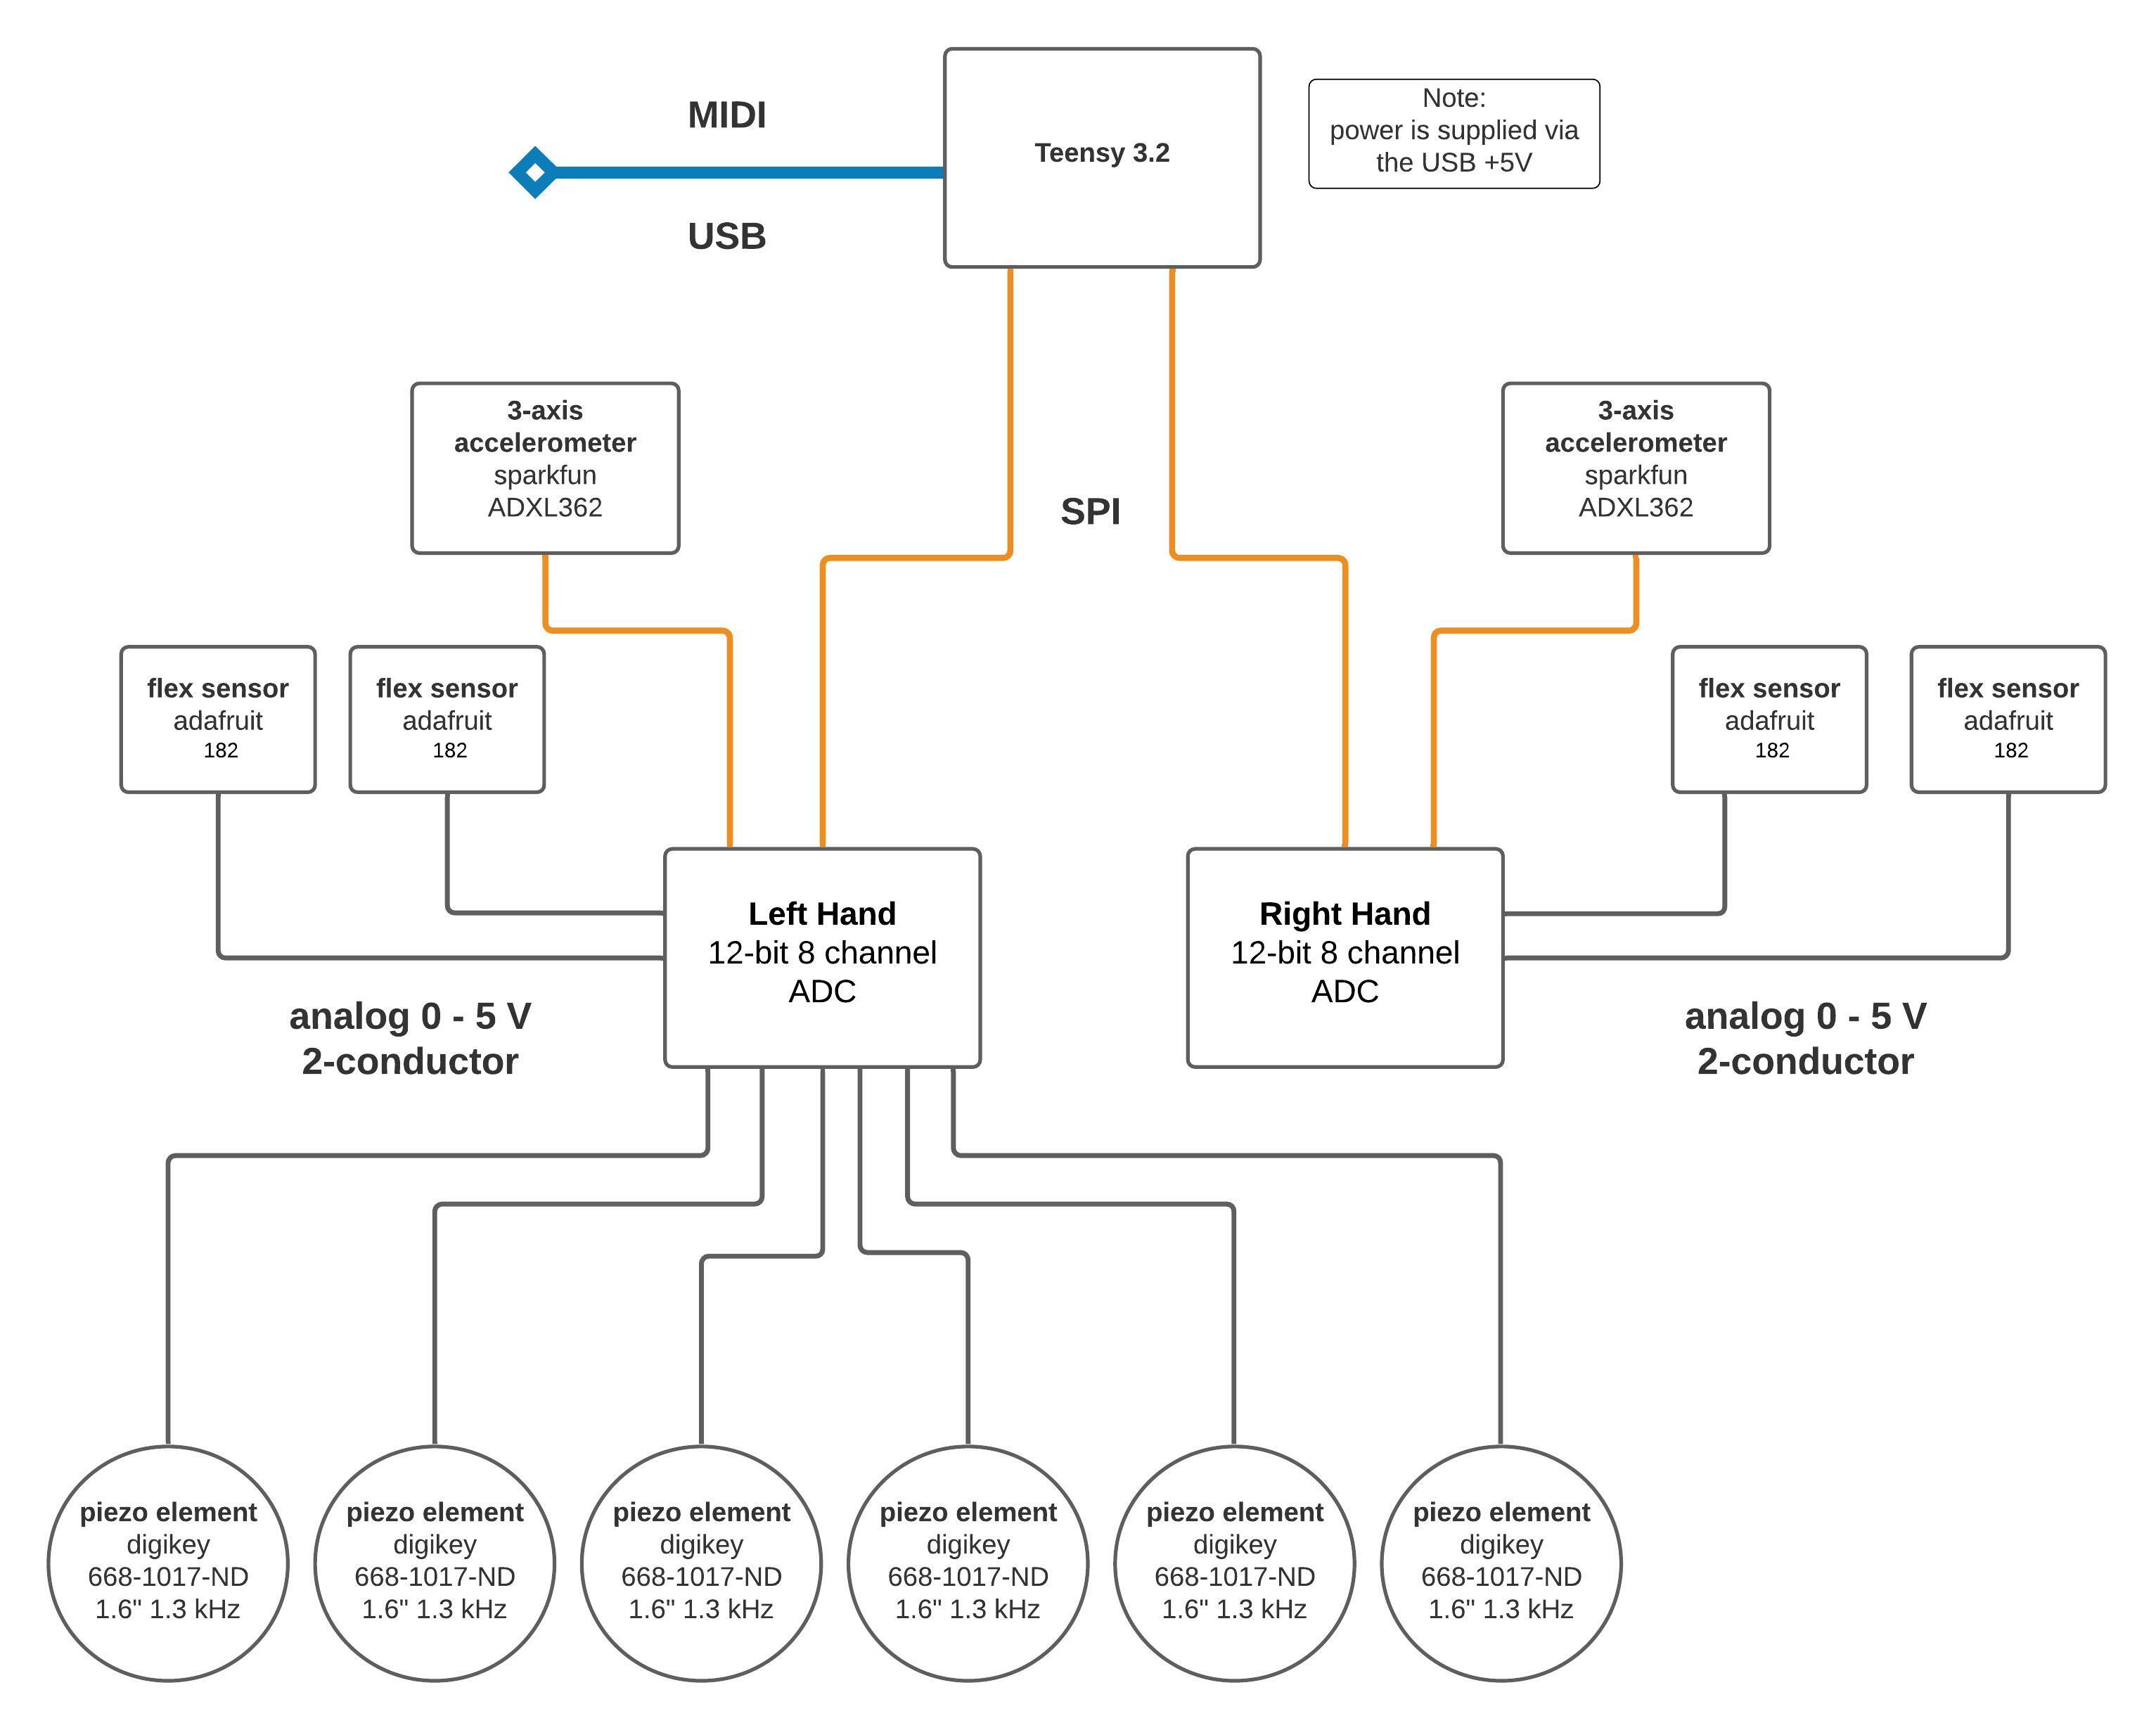 MIDI
USB
Teensy 3.2
Note:
power is supplied via
the USB +5V
3-axis
accelerometer
sparkfun
ADXL362
SPI
3-axis
accelerometer
sparkfun
ADXL362
flex sensor
adafruit
182
flex sensor
adafruit
182
flex sensor
adafruit
182
flex sensor
adafruit
182
Left Hand
12-bit 8 channel
ADC
Right Hand
12-bit 8 channel
ADC
analog 0 - 5 V
2-conductor
analog 0 - 5 V
2-conductor
piezo element
digikey
668-1017-ND
1.6" 1.3 kHz
piezo element
digikey
668-1017-ND
1.6" 1.3 kHz
piezo element
digikey
668-1017-ND
1.6" 1.3 kHz
piezo element
digikey
668-1017-ND
1.6" 1.3 kHz
piezo element
digikey
668-1017-ND
1.6" 1.3 kHz
piezo element
digikey
668-1017-ND
1.6" 1.3 kHz